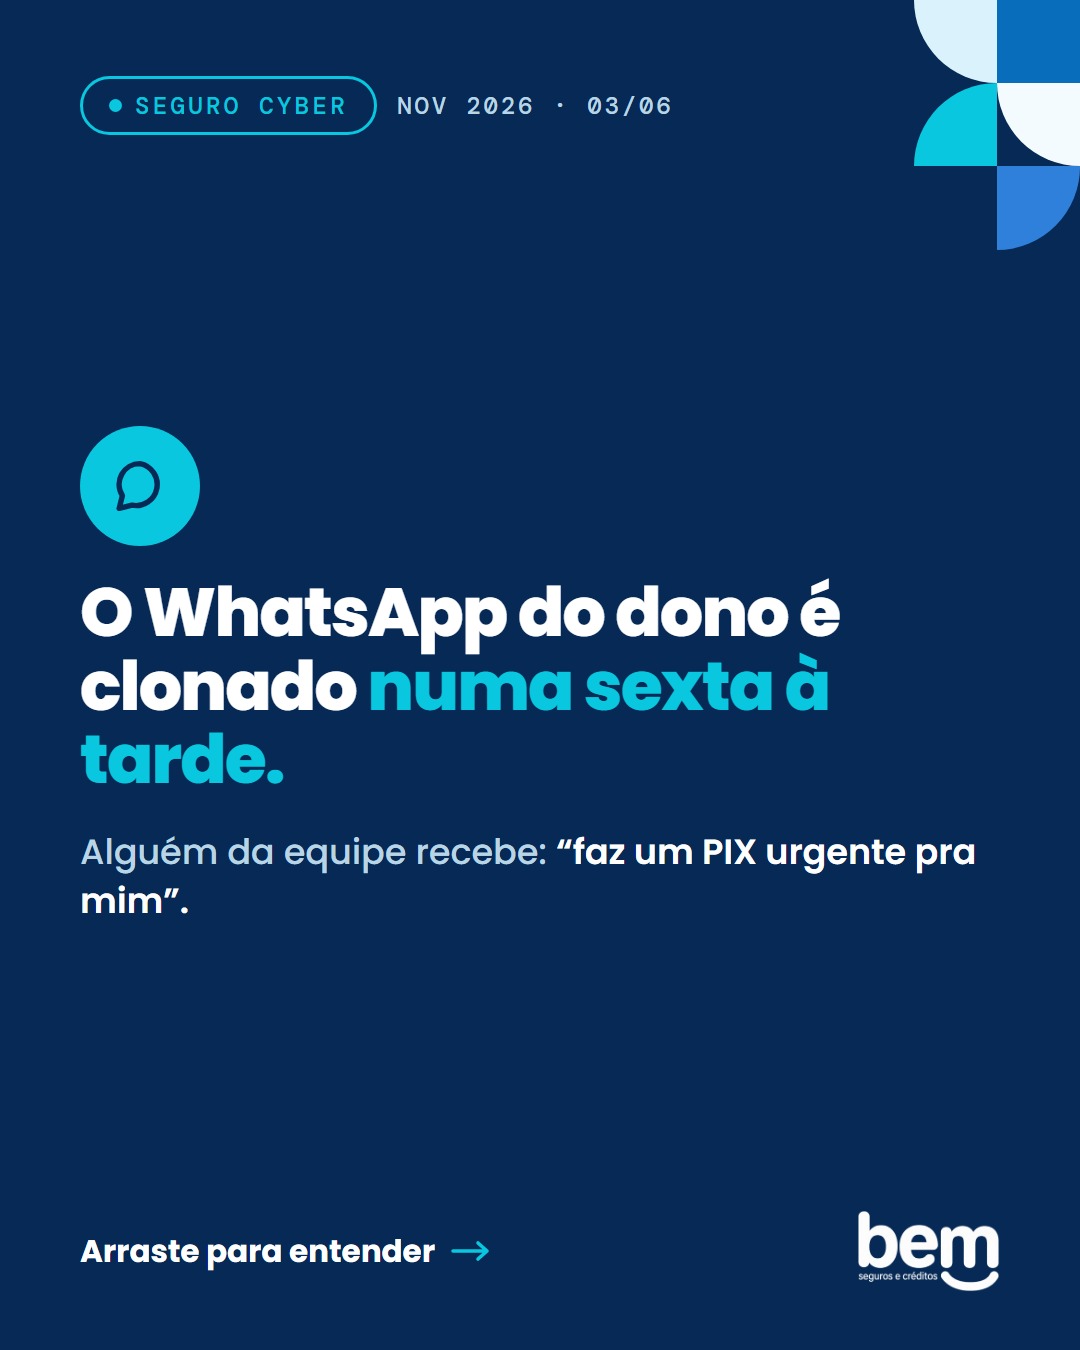 SEGURO CYBER NOV 2026 · 03/06
O WhatsApp do dono é
clonado numa sexta à
tarde.
Alguém da equipe recebe: “faz um PIX urgente pra
mim”.
Arraste para entender →
bem
seguros e créditos